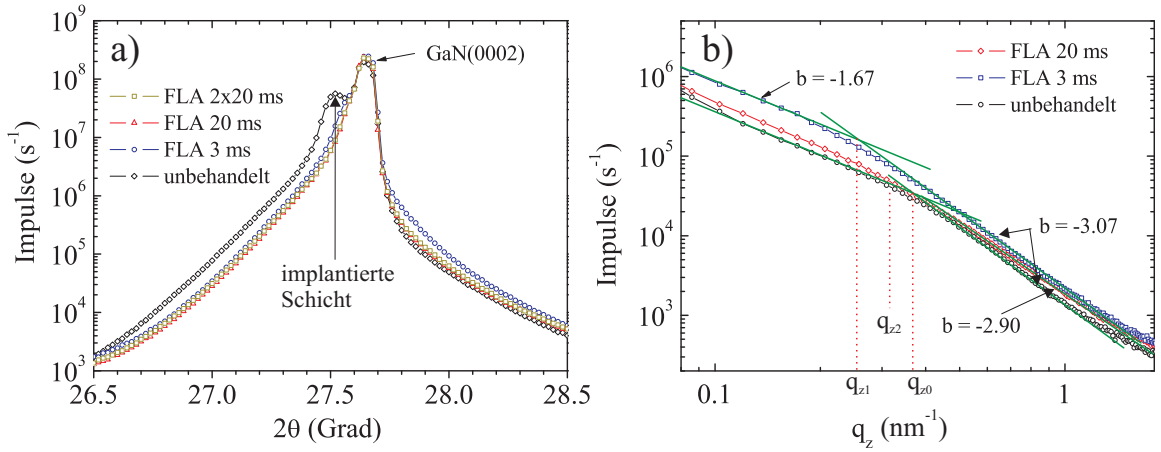 a)
GaN(0002)
FLA 2x20 ms
FLA 20 ms
FLA 3 ms
unbehandelt
implantierte
Schicht
Impulse (s⁻¹)
10⁹
10⁸
10⁷
10⁶
10⁵
10⁴
10³
26.5 27.0 27.5 28.0 28.5
2θ (Grad)
b)
FLA 20 ms
FLA 3 ms
unbehandelt
b = -1.67
b = -3.07
b = -2.90
q_z2
Impulse (s⁻¹)
10⁶
10⁵
10⁴
10³
0.1 q_z1 q_z0 1
q_z (nm⁻¹)